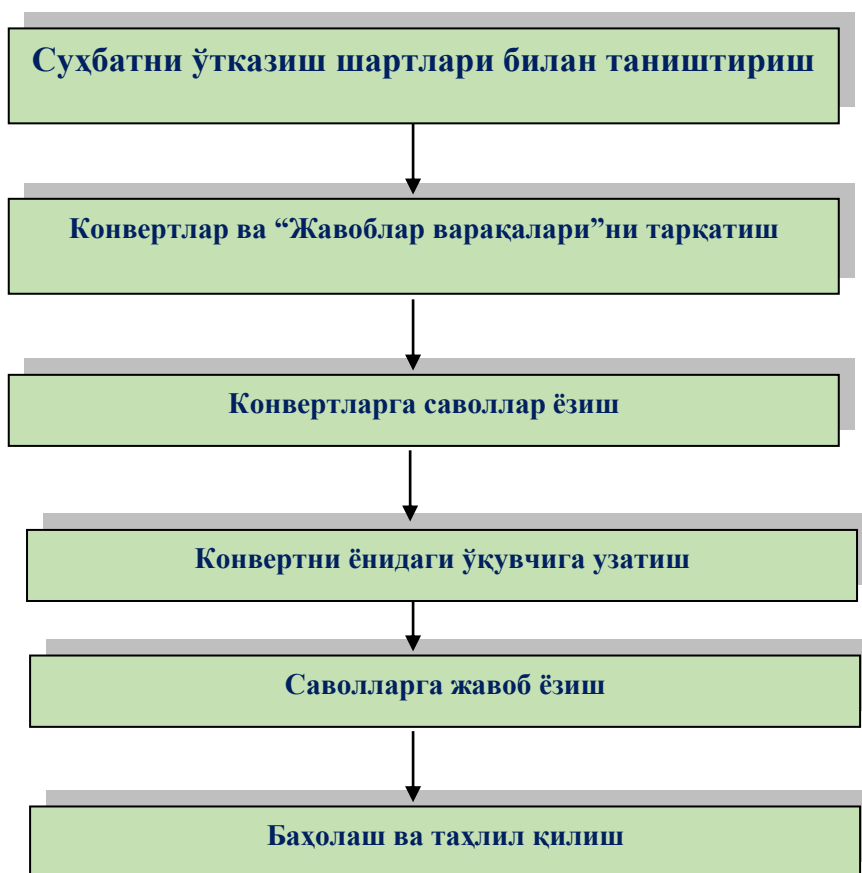 Суҳбатни ўтказиш шартлари билан таништириш
Конвертлар ва “Жавоблар варақалари”ни тарқатиш
Конвертларга саволлар ёзиш
Конвертни ёнидаги ўқувчига узатиш
Саволларга жавоб ёзиш
Баҳолаш ва таҳлил қилиш